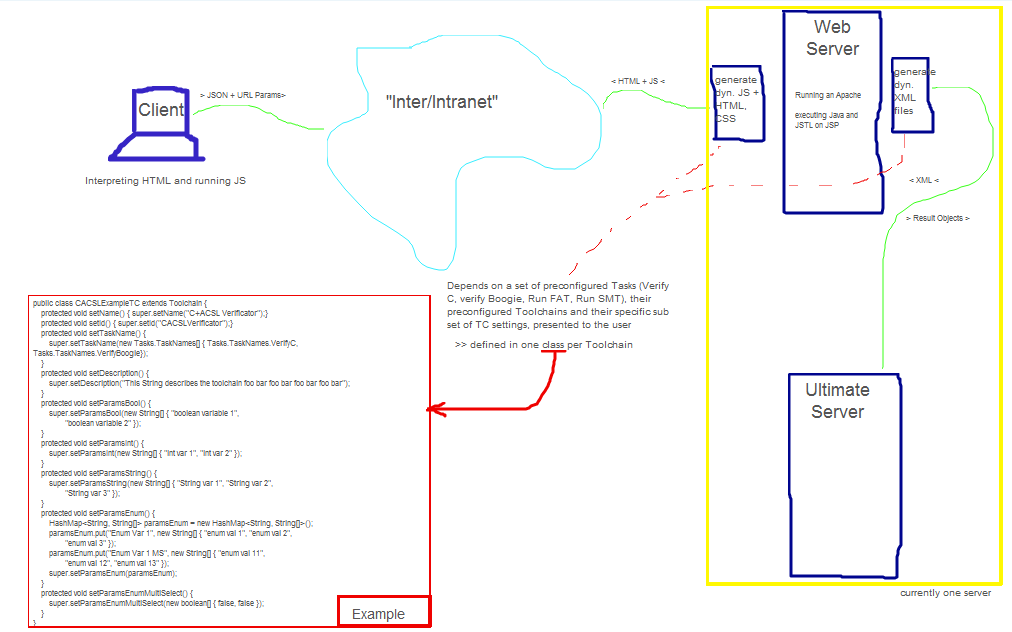 Web
Server
Client
> JSON + URL Params>
"Inter/Intranet"
< HTML + JS <
generate
dyn. JS +
HTML,
CSS
Running an Apache
executing Java and
JSTL on JSP
generate
dyn.
XML
files
Interpreting HTML and running JS
< XML <
> Result Objects >
Depends on a set of preconfigured Tasks (Verify
C, verify Boogie, Run FAT, Run SMT), their
preconfigured Toolchains and their specific sub
set of TC settings, presented to the user
>> defined in one class per Toolchain
public class CACSLExampleTC extends Toolchain {
protected void setName() { super.setName("C+ACSL Verificator");}
protected void setId() { super.setId("CACSLVerificator");}
protected void setTaskName() {
super.setTaskName(new Tasks.TaskNames[] { Tasks.TaskNames.VerifyC,
Tasks.TaskNames.VerifyBoogie});
}
protected void setDescription() {
super.setDescription("This String describes the toolchain foo bar foo bar foo bar foo bar");
}
protected void setParamsBool() {
super.setParamsBool(new String[] { "boolean variable 1",
"boolean variable 2" });
}
protected void setParamsInt() {
super.setParamsInt(new String[] { "Int var 1", "Int var 2" });
}
protected void setParamsString() {
super.setParamsString(new String[] { "String var 1", "String var 2",
"String var 3" });
}
protected void setParamsEnum() {
HashMap<String, String[]> paramsEnum = new HashMap<String, String[]>();
paramsEnum.put("Enum Var 1", new String[] { "enum val 1", "enum val 2",
"enum val 3" });
paramsEnum.put("Enum Var 1 MS", new String[] { "enum val 11",
"enum val 12", "enum val 13" });
super.setParamsEnum(paramsEnum);
}
protected void setParamsEnumMultiSelect() {
super.setParamsEnumMultiSelect(new boolean[] { false, false });
}
}
Example
Ultimate
Server
currently one server